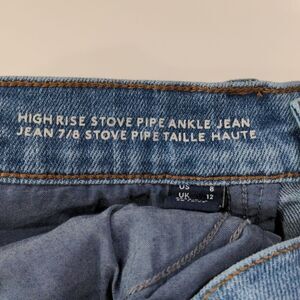 HIGH RISE STOVE PIPE ANKLE JEAN
JEAN 7/8 STOVE PIPE TAILLE HAUTE
US 8
UK 12